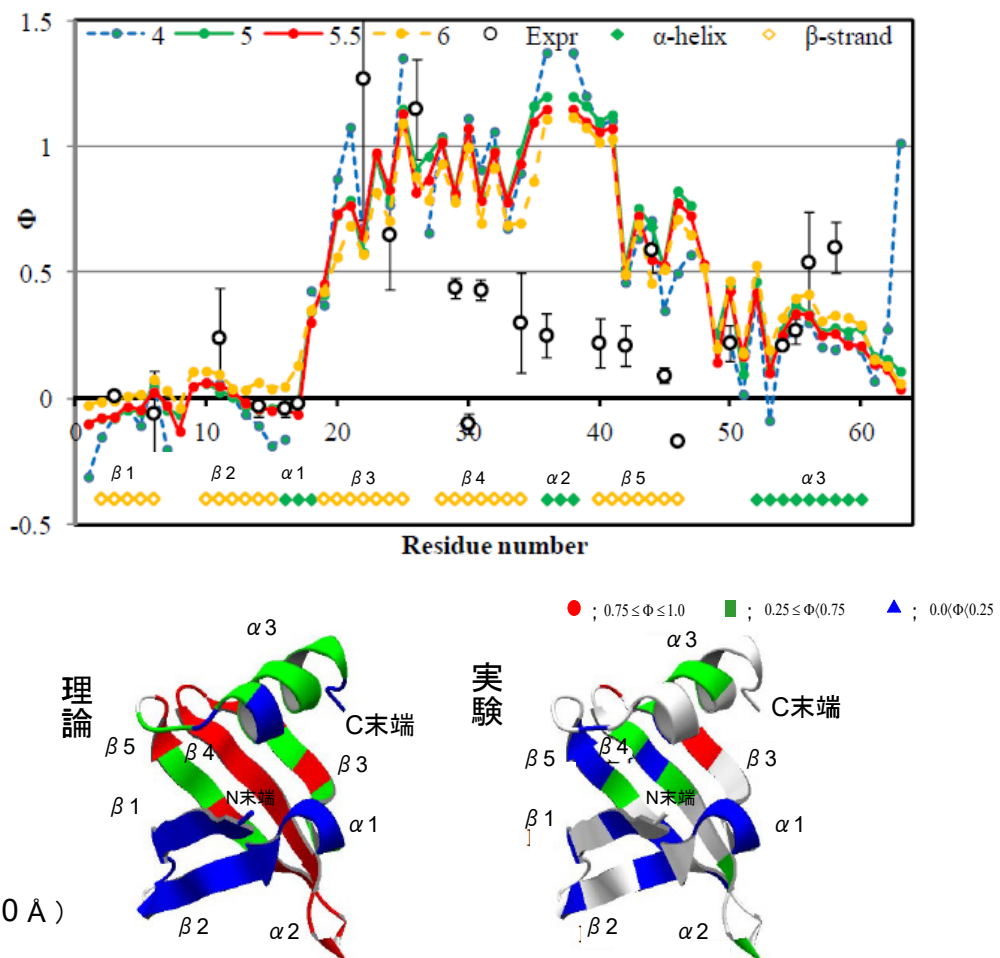 1.5
4 5 5.5 6 Expr α-helix β-strand
1
Φ
0.5
0
0 10 20 30 40 50 60
β1 β2 α1 β3 β4 α2 β5 α3
-0.5
Residue number
; 0.75≤Φ≤1.0 ; 0.25≤Φ⟨0.75 ; 0.0⟨Φ⟨0.25
α3 α3
理論 実験
C末端 C末端
β5 β4 β3 β5 β4 β3
N末端 N末端
β1 α1 β1 α1
0 Å)
β2 α2 β2 α2